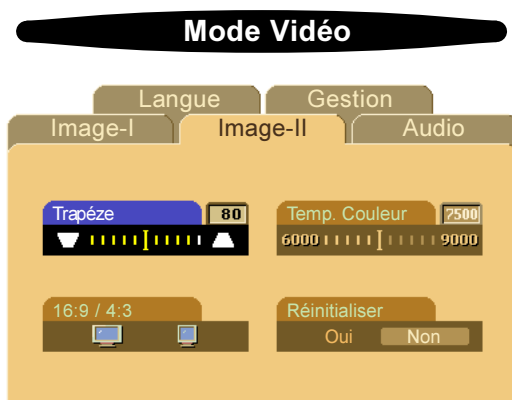 Mode Vidéo
Langue Gestion
Image-I Image-II Audio
Trapéze 80 Temp. Couleur 7500
6000 9000
16:9 / 4:3 Réinitialiser
Oui Non